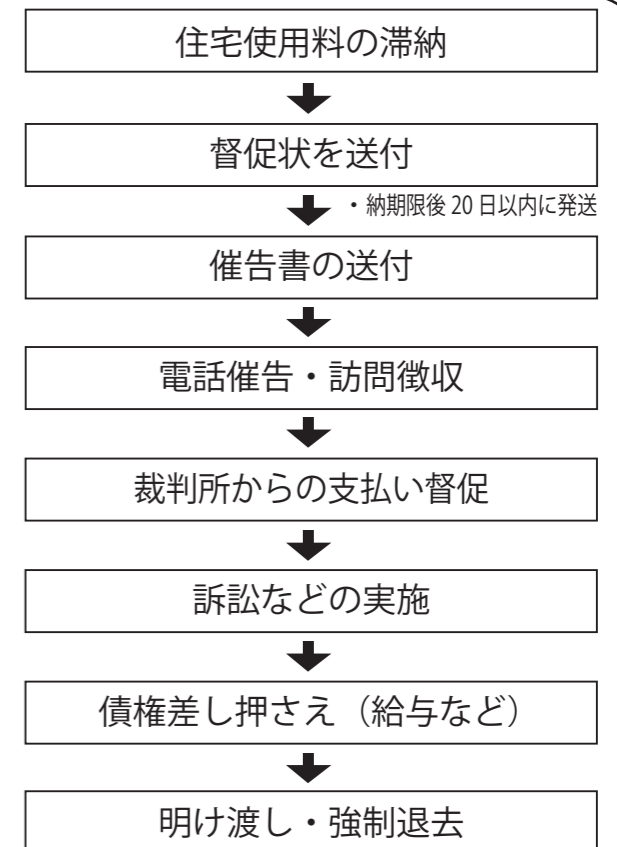 住宅使用料の滞納
督促状を送付
・納期限後 20 日以内に発送
催告書の送付
電話催告・訪問徴収
裁判所からの支払い督促
訴訟などの実施
債権差し押さえ（給与など）
明け渡し・強制退去